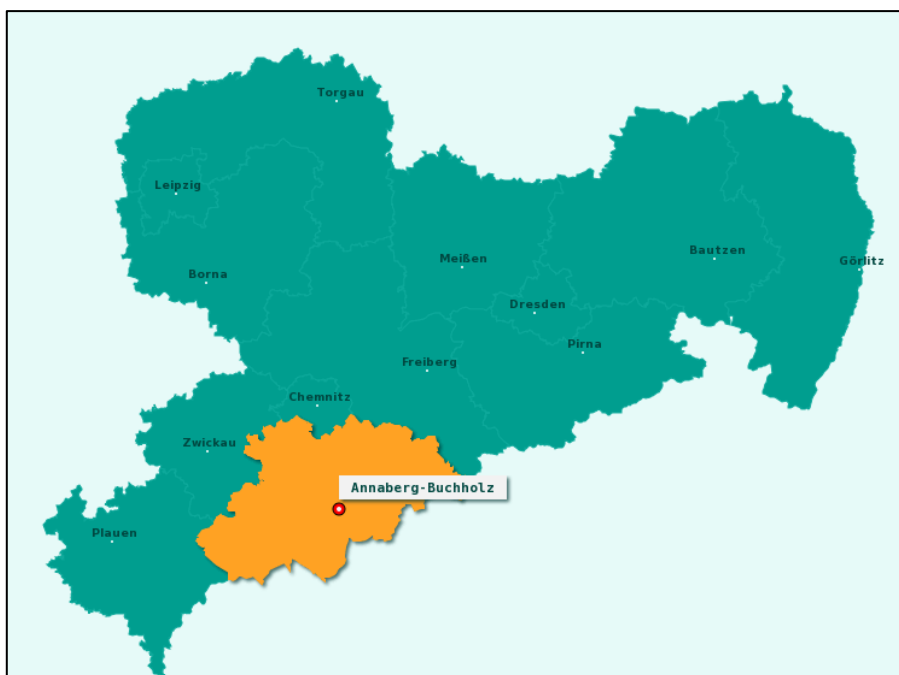 Torgau
Leipzig
Meißen
Bautzen
Görlitz
Borna
Dresden
Pirna
Freiberg
Chemnitz
Zwickau
Annaberg-Buchholz
Plauen